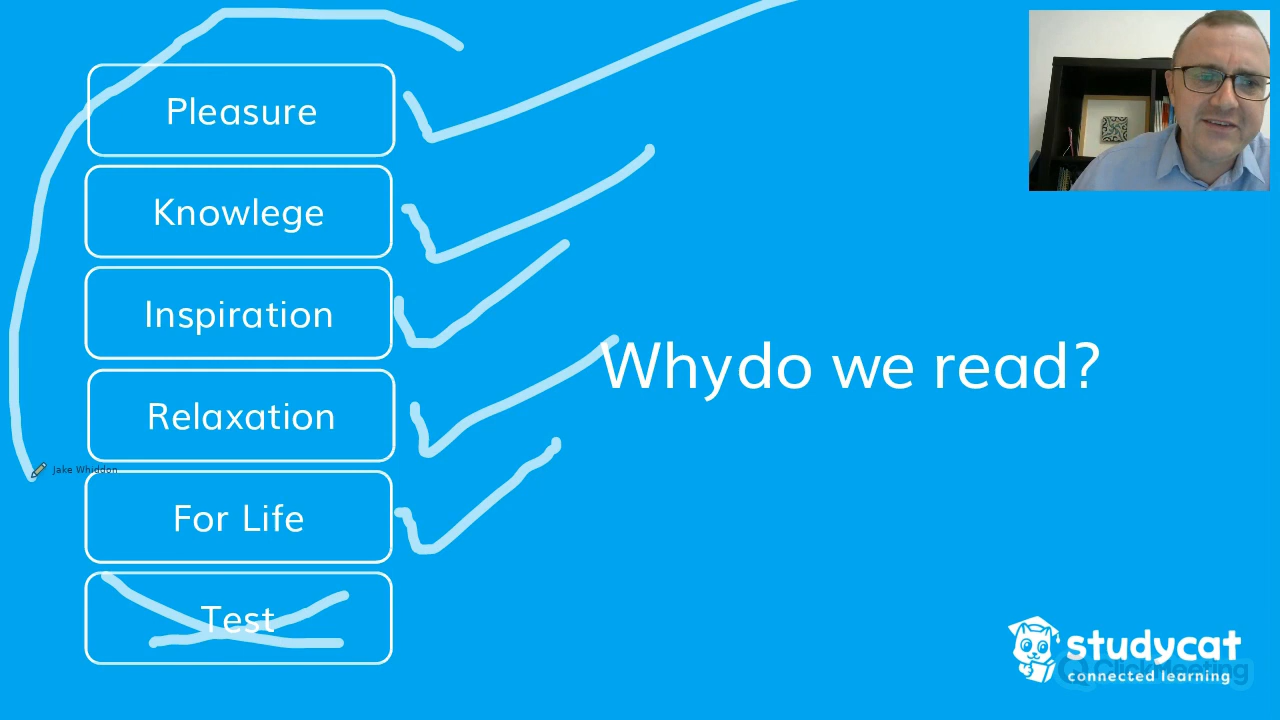 Pleasure
Knowlege
Inspiration
Relaxation
Jake Whiddon
For Life
Test
Whydo we read?
studycat
ClickMeeting
connected learning